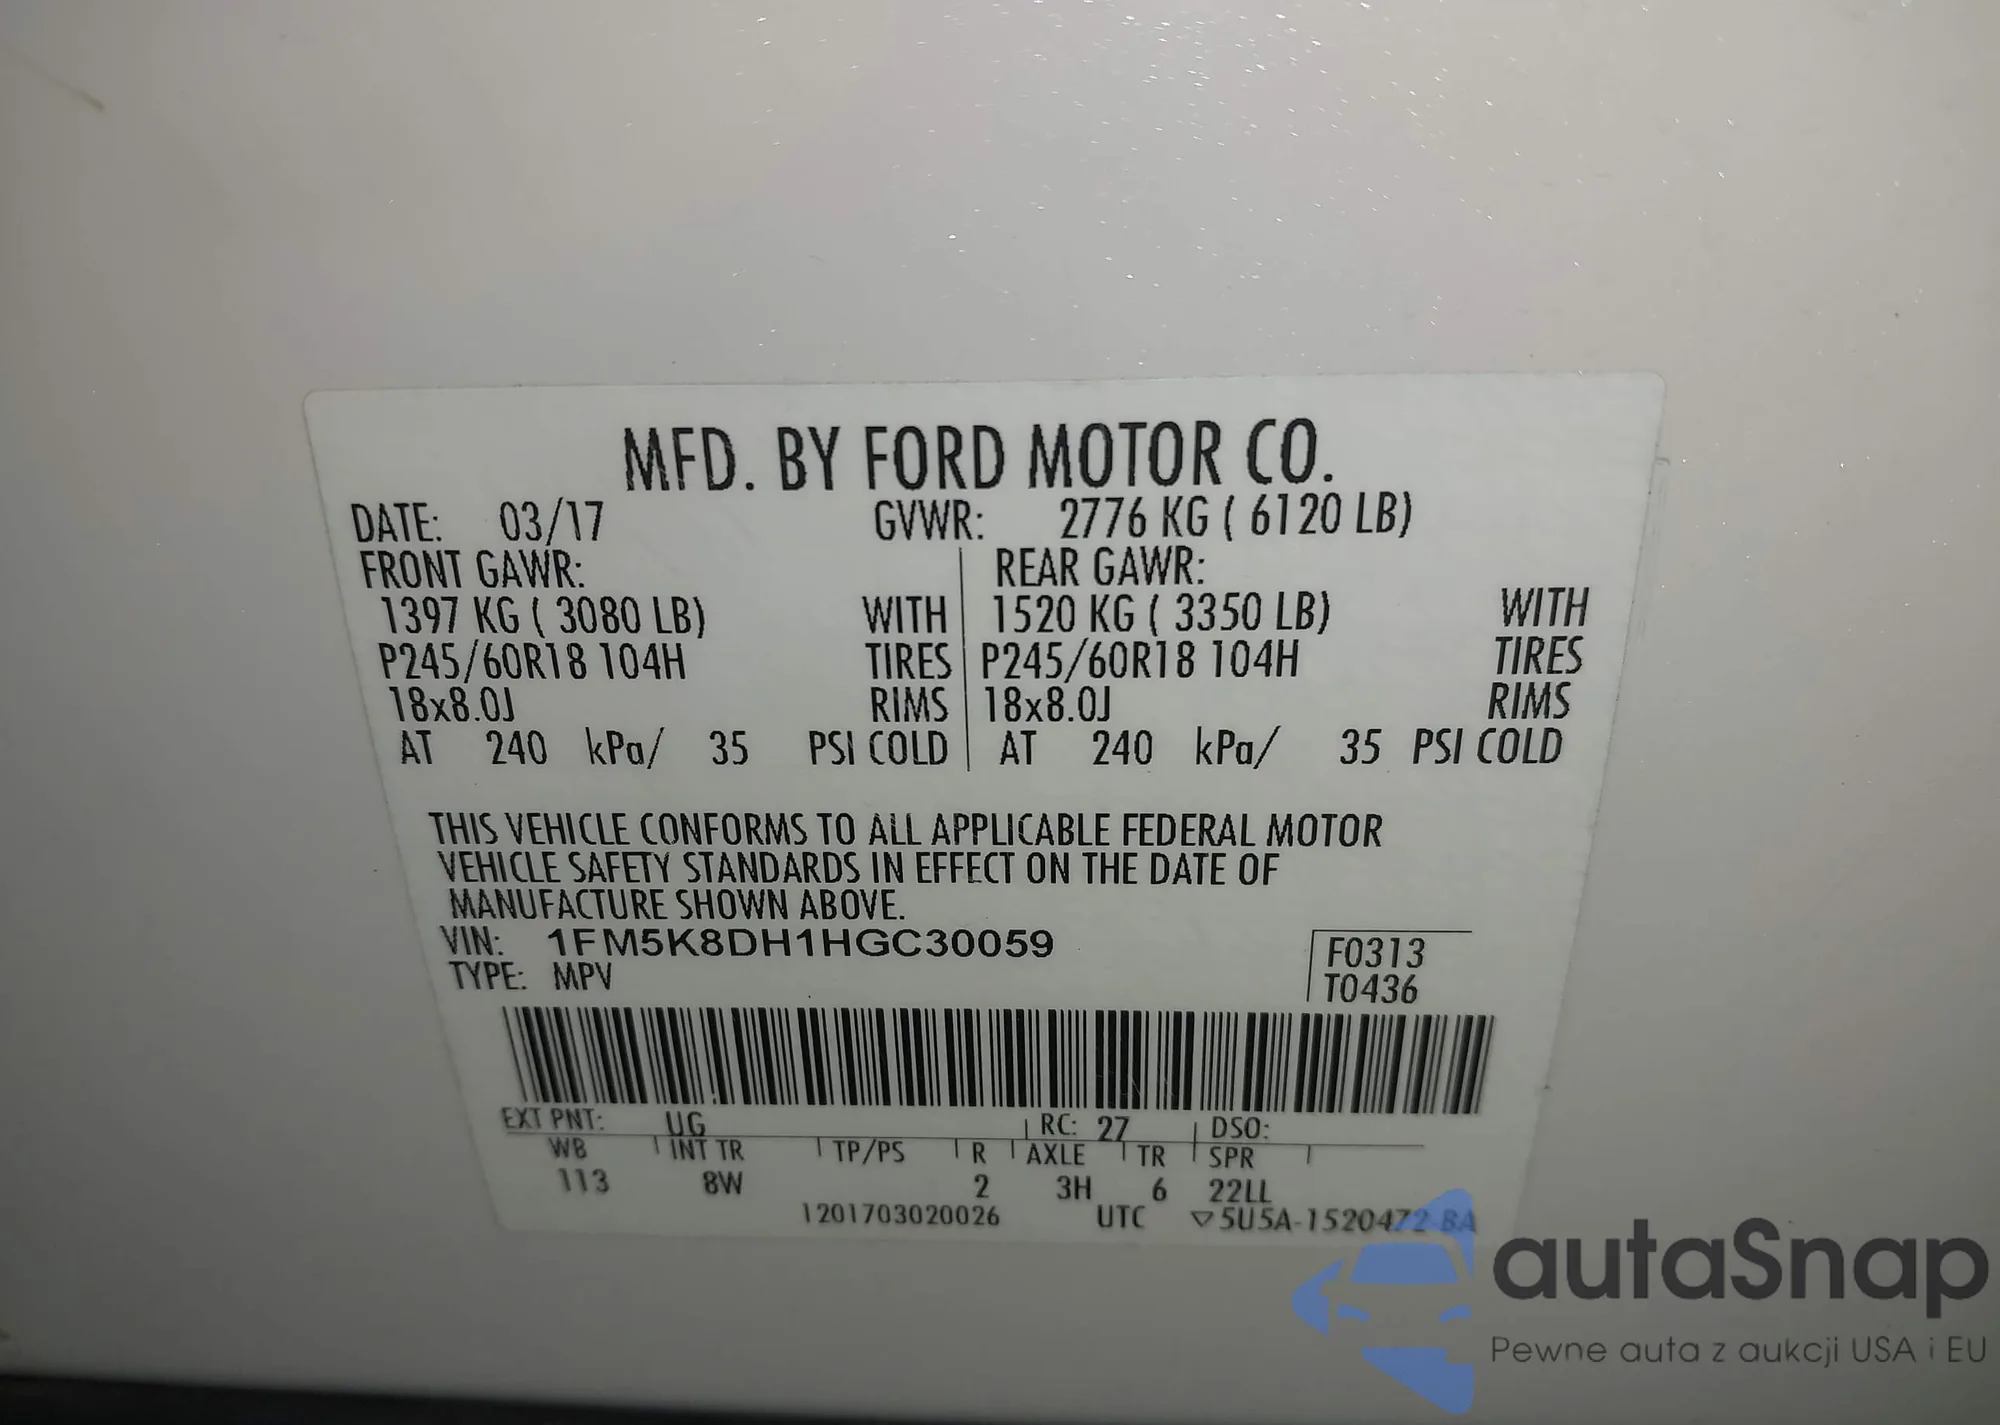 MFD. BY FORD MOTOR CO.
DATE: 03/17 GVWR: 2776 KG ( 6120 LB)
FRONT GAWR: REAR GAWR:
1397 KG ( 3080 LB) WITH 1520 KG ( 3350 LB) WITH
P245/60R18 104H TIRES P245/60R18 104H TIRES
18x8.0J RIMS 18x8.0J RIMS
AT 240 kPa/ 35 PSI COLD AT 240 kPa/ 35 PSI COLD
THIS VEHICLE CONFORMS TO ALL APPLICABLE FEDERAL MOTOR
VEHICLE SAFETY STANDARDS IN EFFECT ON THE DATE OF
MANUFACTURE SHOWN ABOVE.
VIN: 1FM5K8DH1HGC30059 F0313
TYPE: MPV T0436
EXT PNT: UG RC: 27 DSO:
WB INT TR TP/PS R AXLE TR SPR
113 8W 2 3H 6 22LL
1201703020026 UTC ▽5U5A-1520472-BA
autaSnap
Pewne auta z aukcji USA i EU